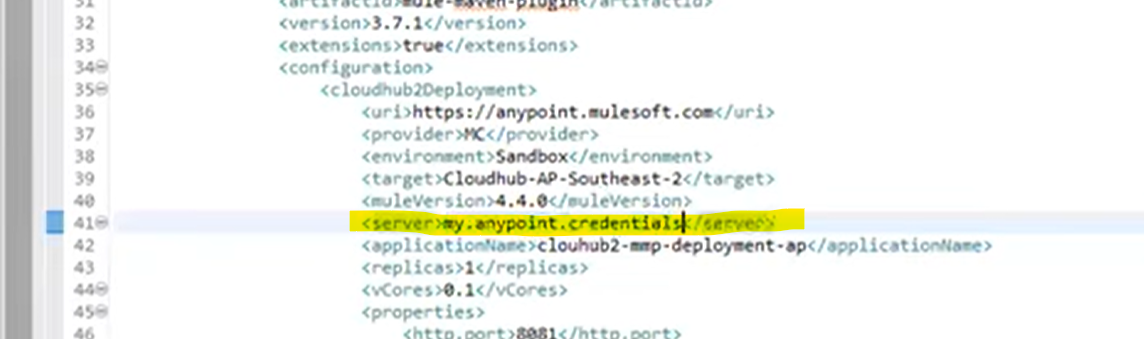 31 <artifactId>mule-maven-plugin</artifactId>
32 <version>3.7.1</version>
33 <extensions>true</extensions>
34 <configuration>
35 <cloudhub2Deployment>
36 <uri>https://anypoint.mulesoft.com</uri>
37 <provider>MC</provider>
38 <environment>Sandbox</environment>
39 <target>Cloudhub-AP-Southeast-2</target>
40 <muleVersion>4.4.0</muleVersion>
41 <server>my.anypoint.credentials</server>
42 <applicationName>clouhub2-mmp-deployment-ap</applicationName>
43 <replicas>1</replicas>
44 <vCores>0.1</vCores>
45 <properties>
46 <http.port>8081</http.port>